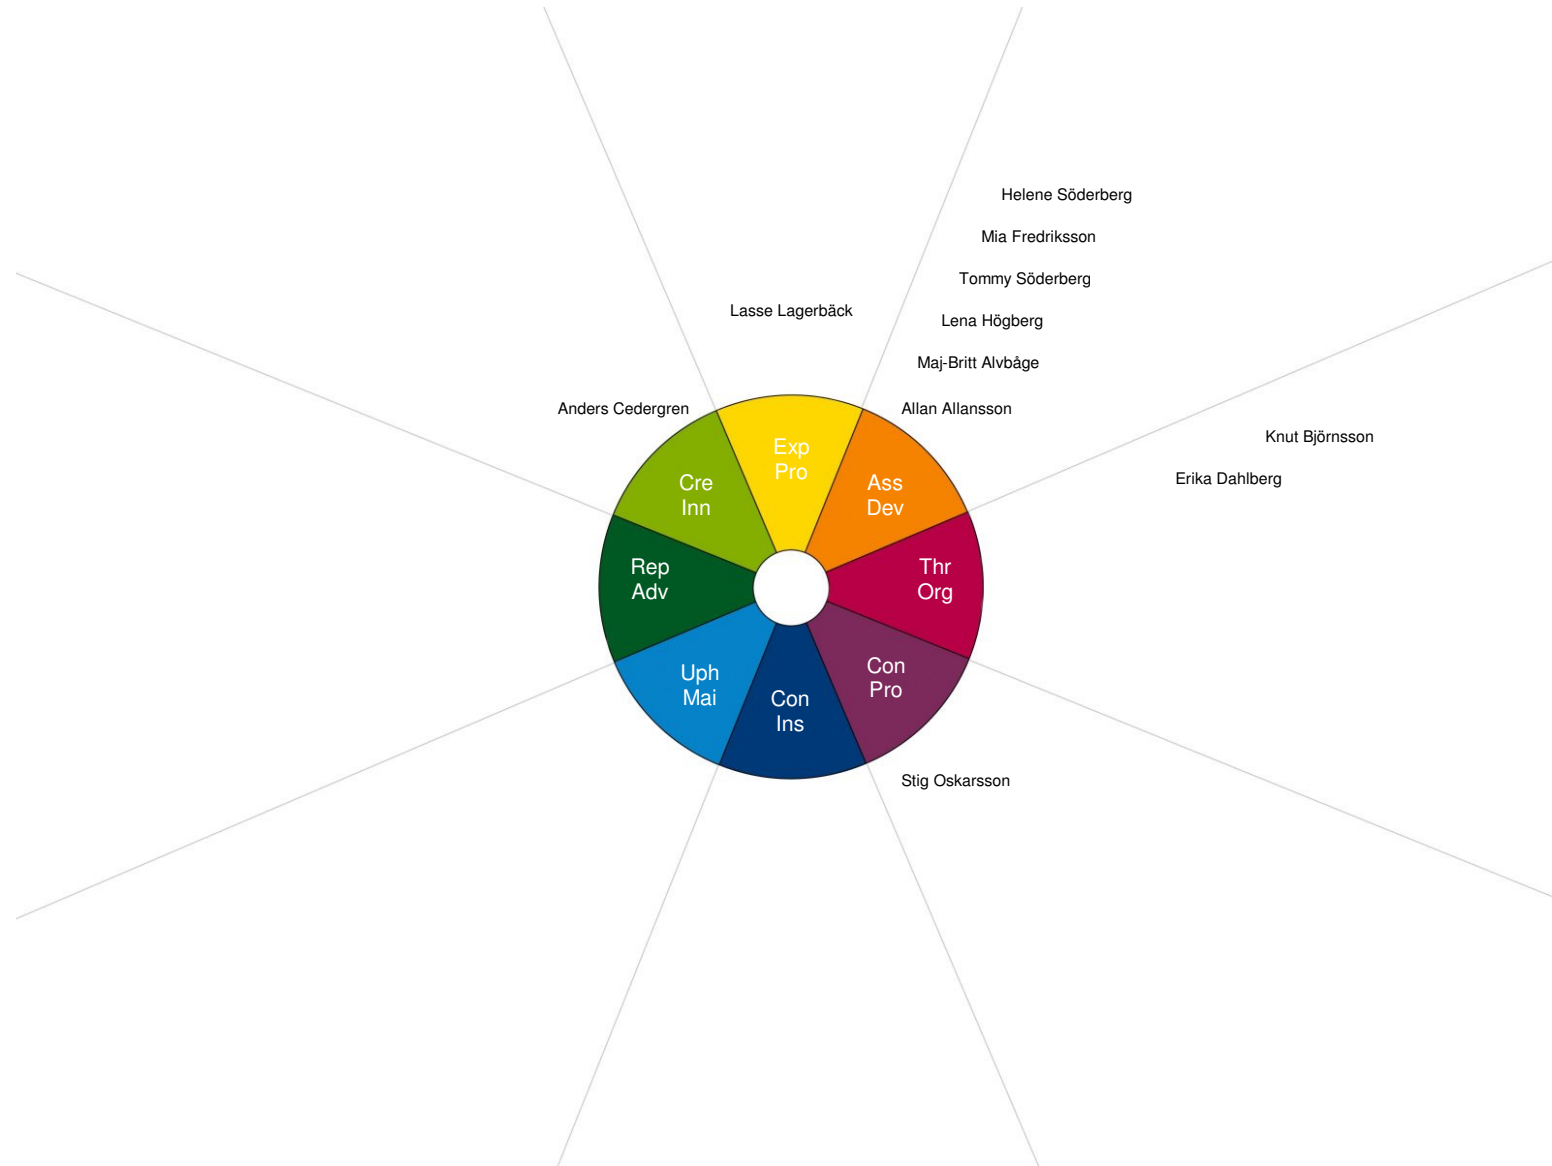 Helene Söderberg
Mia Fredriksson
Tommy Söderberg
Lasse Lagerbäck
Lena Högberg
Maj-Britt Alvbåge
Anders Cedergren
Allan Allansson
Knut Björnsson
Erika Dahlberg
Exp
Pro
Cre
Inn
Ass
Dev
Rep
Adv
Thr
Org
Uph
Mai
Con
Ins
Con
Pro
Stig Oskarsson